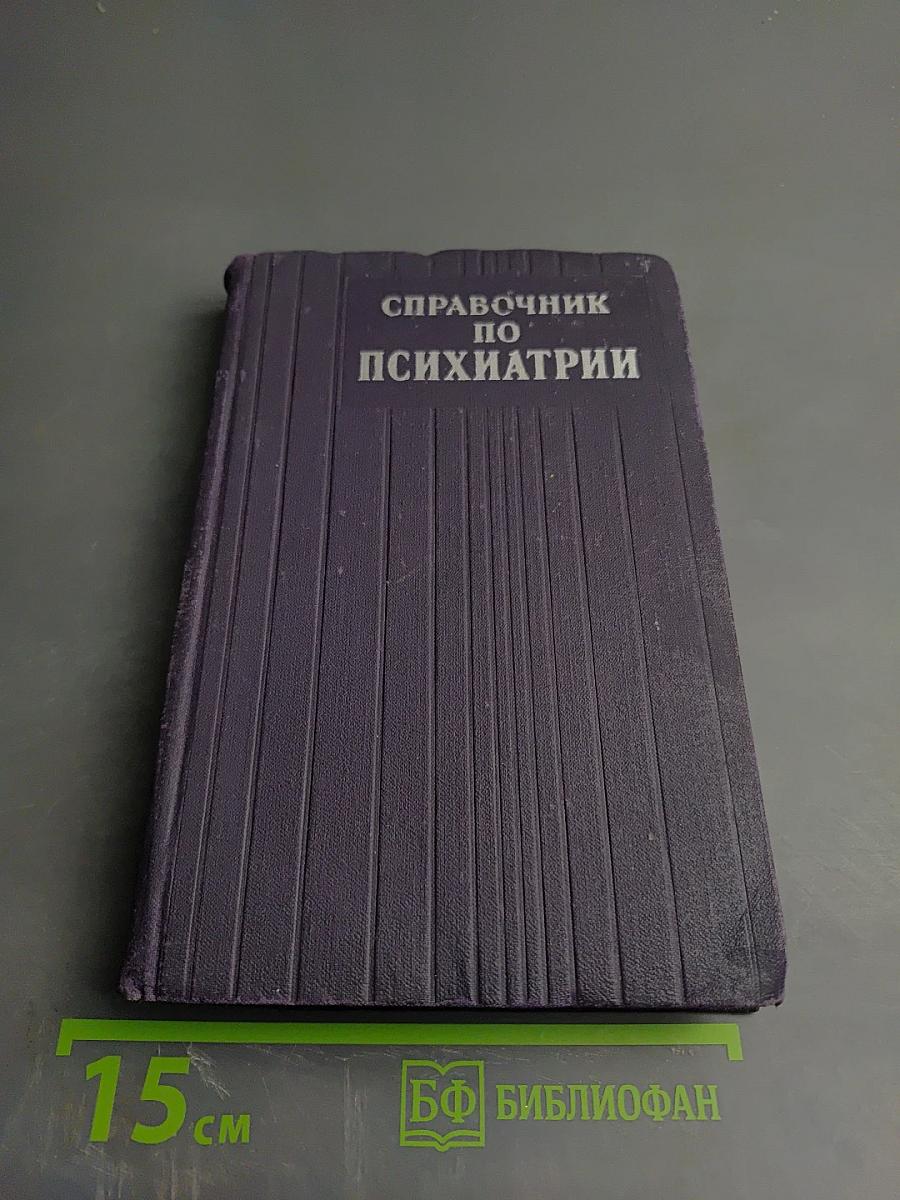 СПРАВОЧНИК
ПО
ПСИХИАТРИИ
15 см
БФ БИБЛИОФАН